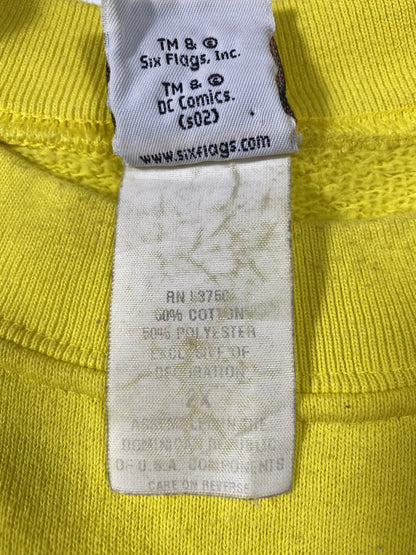 TM & ©
Six Flags, Inc.
TM & ©
DC Comics.
(s02)
www.sixflags.com
RN
50% COTTON
50% POLYESTER
EXCLUSIVE OF
DECORATION
2X
ASSEMBLED IN THE
DOMINICAN REPUBLIC
OF U.S.A. COMPONENTS
CARE ON REVERSE